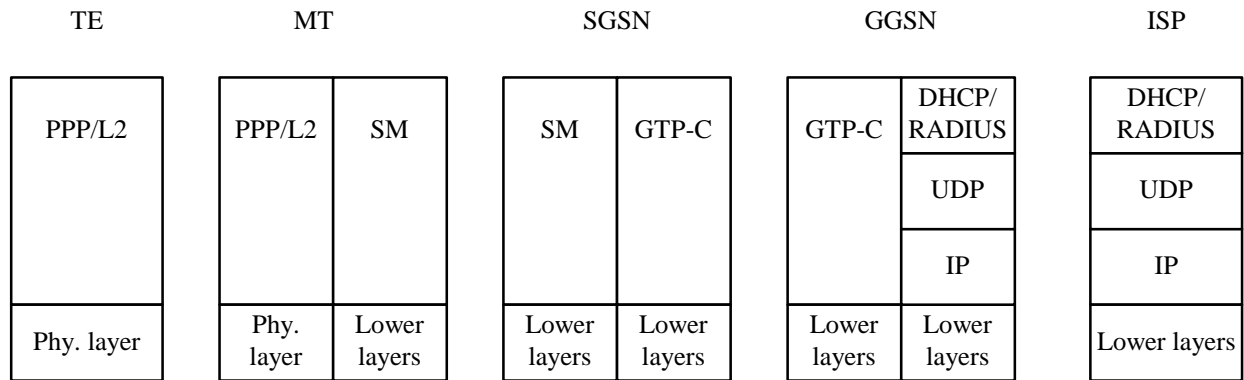 TE
MT
SGSN
GGSN
ISP
PPP/L2
PPP/L2
SM
SM
GTP-C
GTP-C
DHCP/
RADIUS
UDP
IP
DHCP/
RADIUS
UDP
IP
Phy. layer
Phy.
layer
Lower
layers
Lower
layers
Lower
layers
Lower
layers
Lower
layers
Lower layers